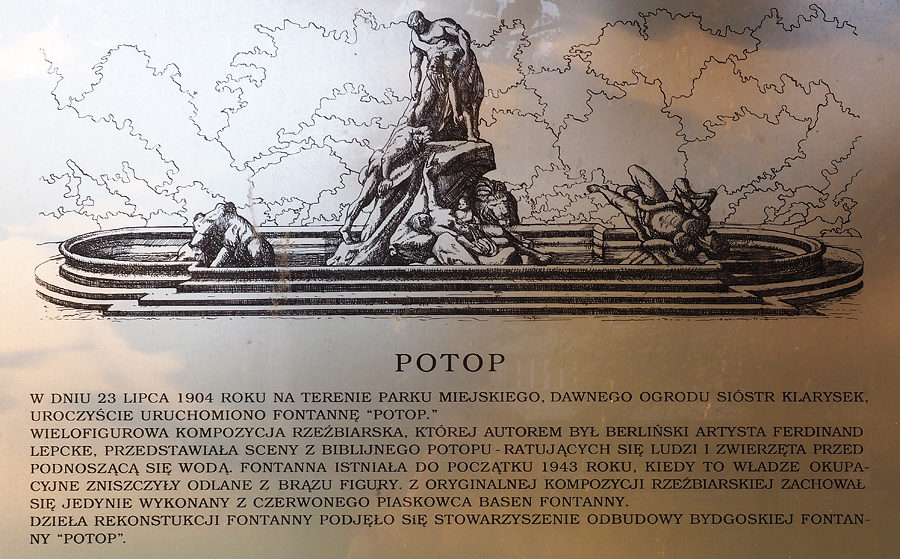 POTOP
W DNIU 23 LIPCA 1904 ROKU NA TERENIE PARKU MIEJSKIEGO, DAWNEGO OGRODU SIÓSTR KLARYSEK,
UROCZYŚCIE URUCHOMIONO FONTANNĘ “POTOP.”
WIELOFIGUROWA KOMPOZYCJA RZEŹBIARSKA, KTÓREJ AUTOREM BYŁ BERLIŃSKI ARTYSTA FERDINAND
LEPCKE, PRZEDSTAWIAŁA SCENY Z BIBLIJNEGO POTOPU - RATUJĄCYCH SIĘ LUDZI I ZWIERZĘTA PRZED
PODNOSZĄCĄ SIĘ WODĄ. FONTANNA ISTNIAŁA DO POCZĄTKU 1943 ROKU, KIEDY TO WŁADZE OKUPA-
CYJNE ZNISZCZYŁY ODLANE Z BRĄZU FIGURY. Z ORYGINALNEJ KOMPOZYCJI RZEŹBIARSKIEJ ZACHOWAŁ
SIĘ JEDYNIE WYKONANY Z CZERWONEGO PIASKOWCA BASEN FONTANNY.
DZIEŁA REKONSTUKCJI FONTANNY PODJĘŁO SiĘ STOWARZYSZENIE ODBUDOWY BYDGOSKIEJ FONTAN-
NY “POTOP”.